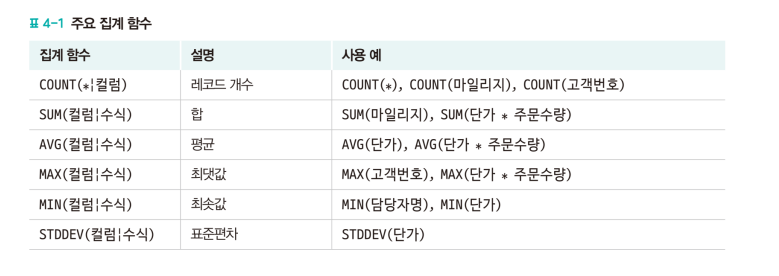 표 4-1 주요 집계 함수
집계 함수 설명 사용 예
COUNT(*¦컬럼) 레코드 개수 COUNT(*), COUNT(마일리지), COUNT(고객번호)
SUM(컬럼¦수식) 합 SUM(마일리지), SUM(단가 * 주문수량)
AVG(컬럼¦수식) 평균 AVG(단가), AVG(단가 * 주문수량)
MAX(컬럼¦수식) 최댓값 MAX(고객번호), MAX(단가 * 주문수량)
MIN(컬럼¦수식) 최솟값 MIN(담당자명), MIN(단가)
STDDEV(컬럼¦수식) 표준편차 STDDEV(단가)